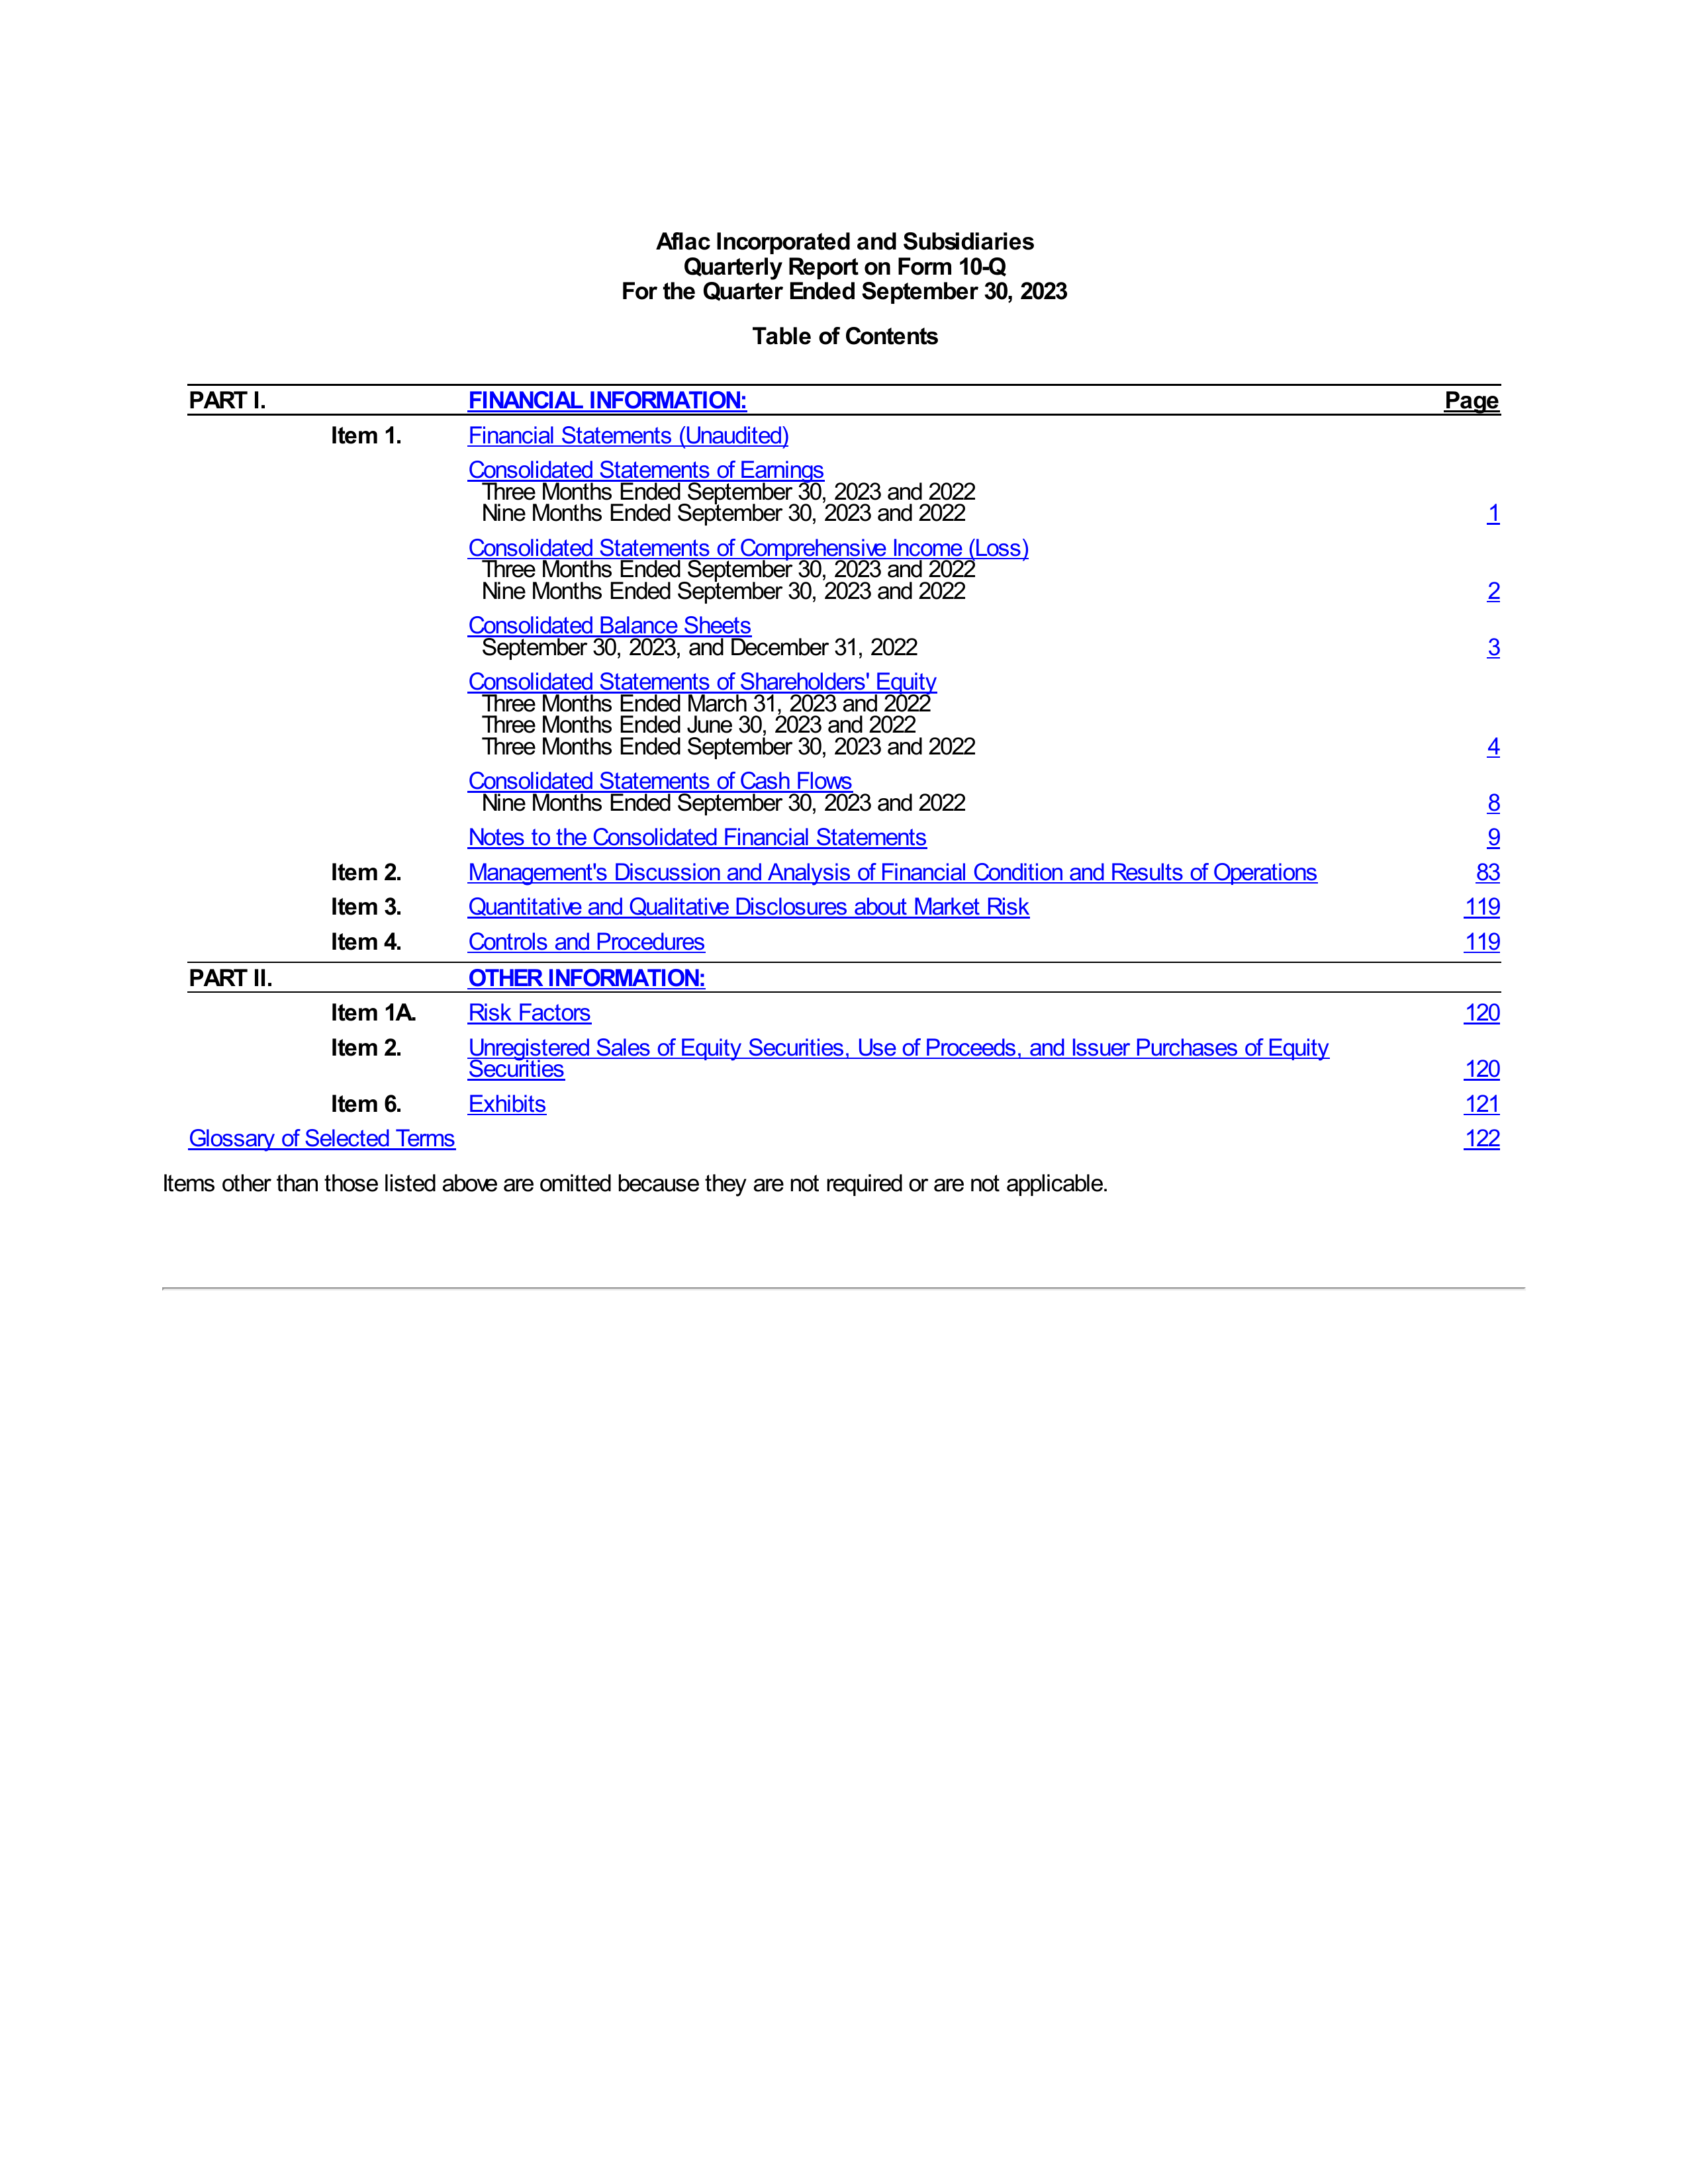 Aflac Incorporated and Subsidiaries
Quarterly Report on Form 10-Q
For the Quarter Ended September 30, 2023
Table of Contents
PART I. FINANCIAL INFORMATION: Page
Item 1. Financial Statements (Unaudited)
Consolidated Statements of Earnings
Three Months Ended September 30, 2023 and 2022
Nine Months Ended September 30, 2023 and 2022 1
Consolidated Statements of Comprehensive Income (Loss)
Three Months Ended September 30, 2023 and 2022
Nine Months Ended September 30, 2023 and 2022 2
Consolidated Balance Sheets
September 30, 2023, and December 31, 2022 3
Consolidated Statements of Shareholders' Equity
Three Months Ended March 31, 2023 and 2022
Three Months Ended June 30, 2023 and 2022
Three Months Ended September 30, 2023 and 2022 4
Consolidated Statements of Cash Flows
Nine Months Ended September 30, 2023 and 2022 8
Notes to the Consolidated Financial Statements 9
Item 2. Management's Discussion and Analysis of Financial Condition and Results of Operations 83
Item 3. Quantitative and Qualitative Disclosures about Market Risk 119
Item 4. Controls and Procedures 119
PART II. OTHER INFORMATION:
Item 1A. Risk Factors 120
Item 2. Unregistered Sales of Equity Securities, Use of Proceeds, and Issuer Purchases of Equity
Securities 120
Item 6. Exhibits 121
Glossary of Selected Terms 122
Items other than those listed above are omitted because they are not required or are not applicable.